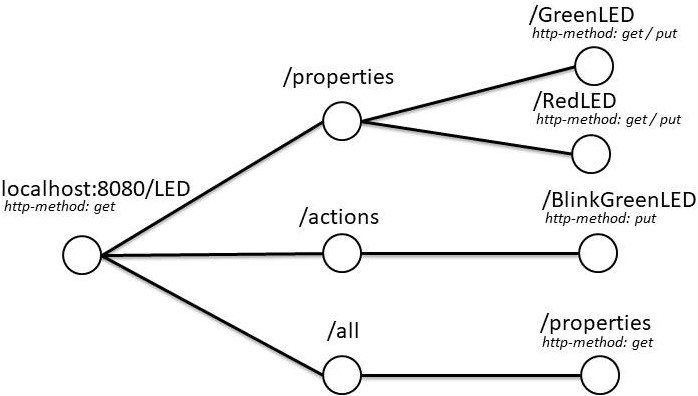 /GreenLED
http-method: get / put
/properties
/RedLED
http-method: get / put
localhost:8080/LED
http-method: get
/actions
/BlinkGreenLED
http-method: put
/all
/properties
http-method: get